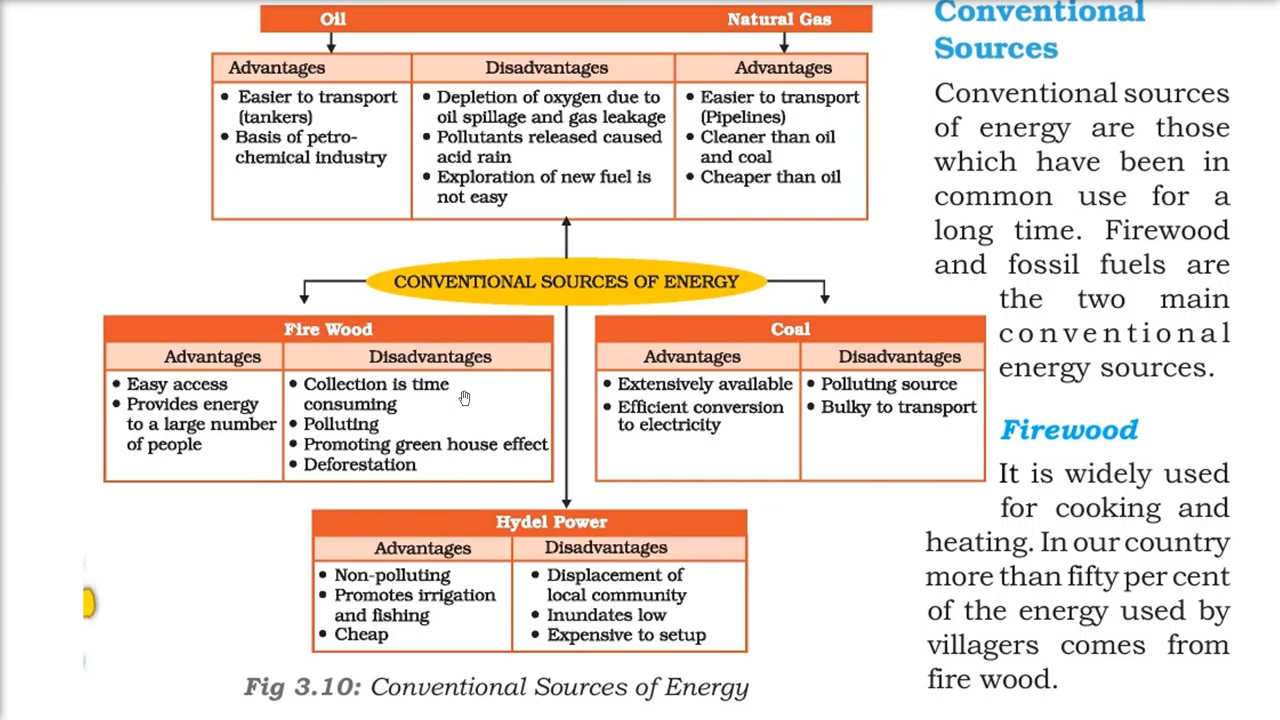 Oil
Natural Gas
Advantages
Disadvantages
Advantages
• Easier to transport
(tankers)
• Basis of petro-
chemical industry
• Depletion of oxygen due to
oil spillage and gas leakage
• Pollutants released caused
acid rain
• Exploration of new fuel is
not easy
• Easier to transport
(Pipelines)
• Cleaner than oil
and coal
• Cheaper than oil
CONVENTIONAL SOURCES OF ENERGY
Fire Wood
Advantages
Disadvantages
• Easy access
• Provides energy
to a large number
of people
• Collection is time
consuming
• Polluting
• Promoting green house effect
• Deforestation
Coal
Advantages
Disadvantages
• Extensively available
• Efficient conversion
to electricity
• Polluting source
• Bulky to transport
Hydel Power
Advantages
Disadvantages
• Non-polluting
• Promotes irrigation
and fishing
• Cheap
• Displacement of
local community
• Inundates low
• Expensive to setup
Fig 3.10: Conventional Sources of Energy
Conventional
Sources
Conventional sources
of energy are those
which have been in
common use for a
long time. Firewood
and fossil fuels are
the two main
conventional
energy sources.
Firewood
It is widely used
for cooking and
heating. In our country
more than fifty per cent
of the energy used by
villagers comes from
fire wood.